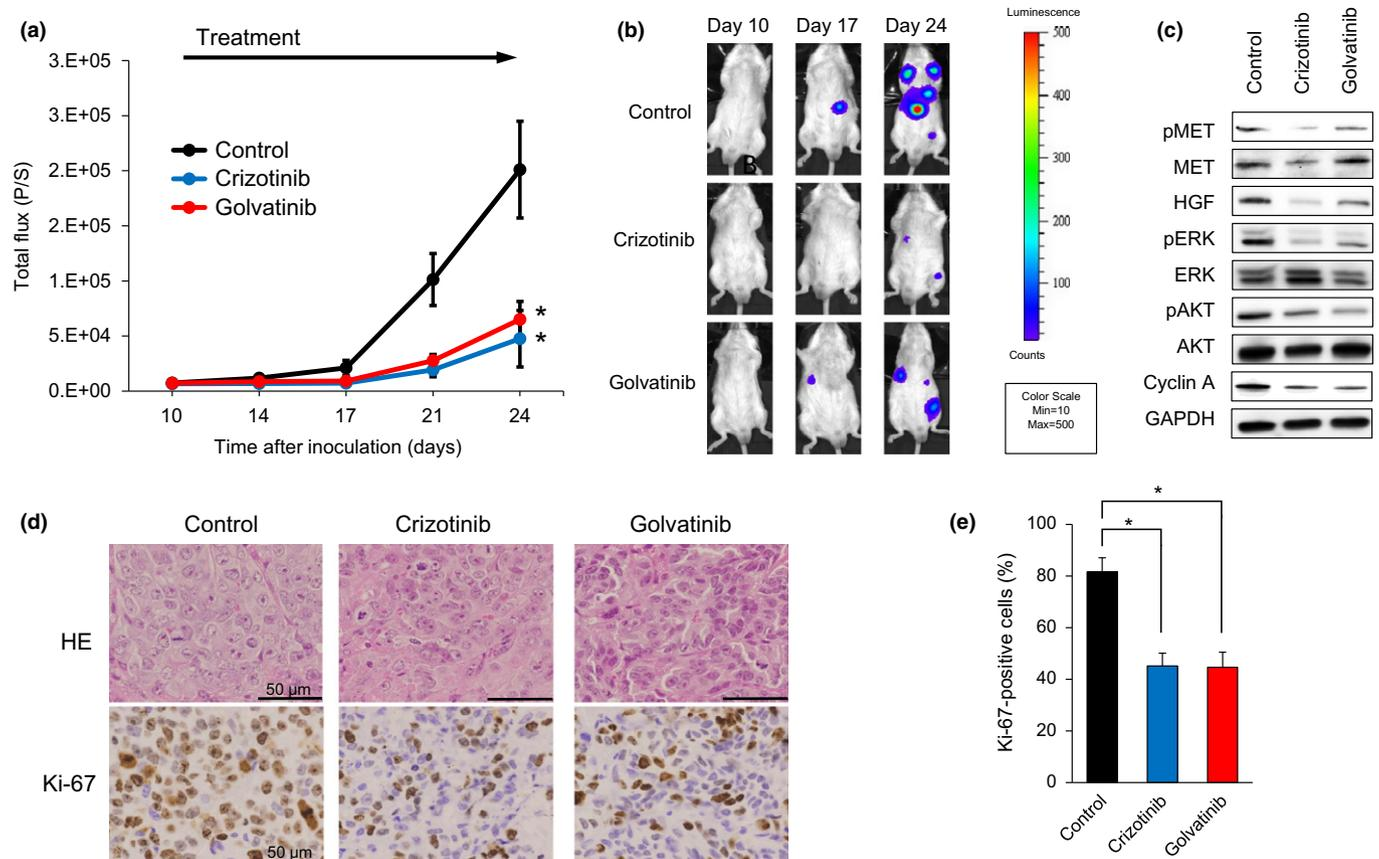 (a)
Treatment
3.E+05
3.E+05
2.E+05
2.E+05
1.E+05
5.E+04
0.E+00
Total flux (P/S)
Control
Crizotinib
Golvatinib
*
*
10 14 17 21 24
Time after inoculation (days)
(b)
Day 10 Day 17 Day 24
Control
B
Crizotinib
Golvatinib
Luminescence
500
400
300
200
100
Counts
Color Scale
Min=10
Max=500
(c)
Control Crizotinib Golvatinib
pMET
MET
HGF
pERK
ERK
pAKT
AKT
Cyclin A
GAPDH
(d)
Control Crizotinib Golvatinib
HE
50 µm
Ki-67
50 µm
(e)
*
*
100
80
60
40
20
0
Ki-67-positive cells (%)
Control Crizotinib Golvatinib